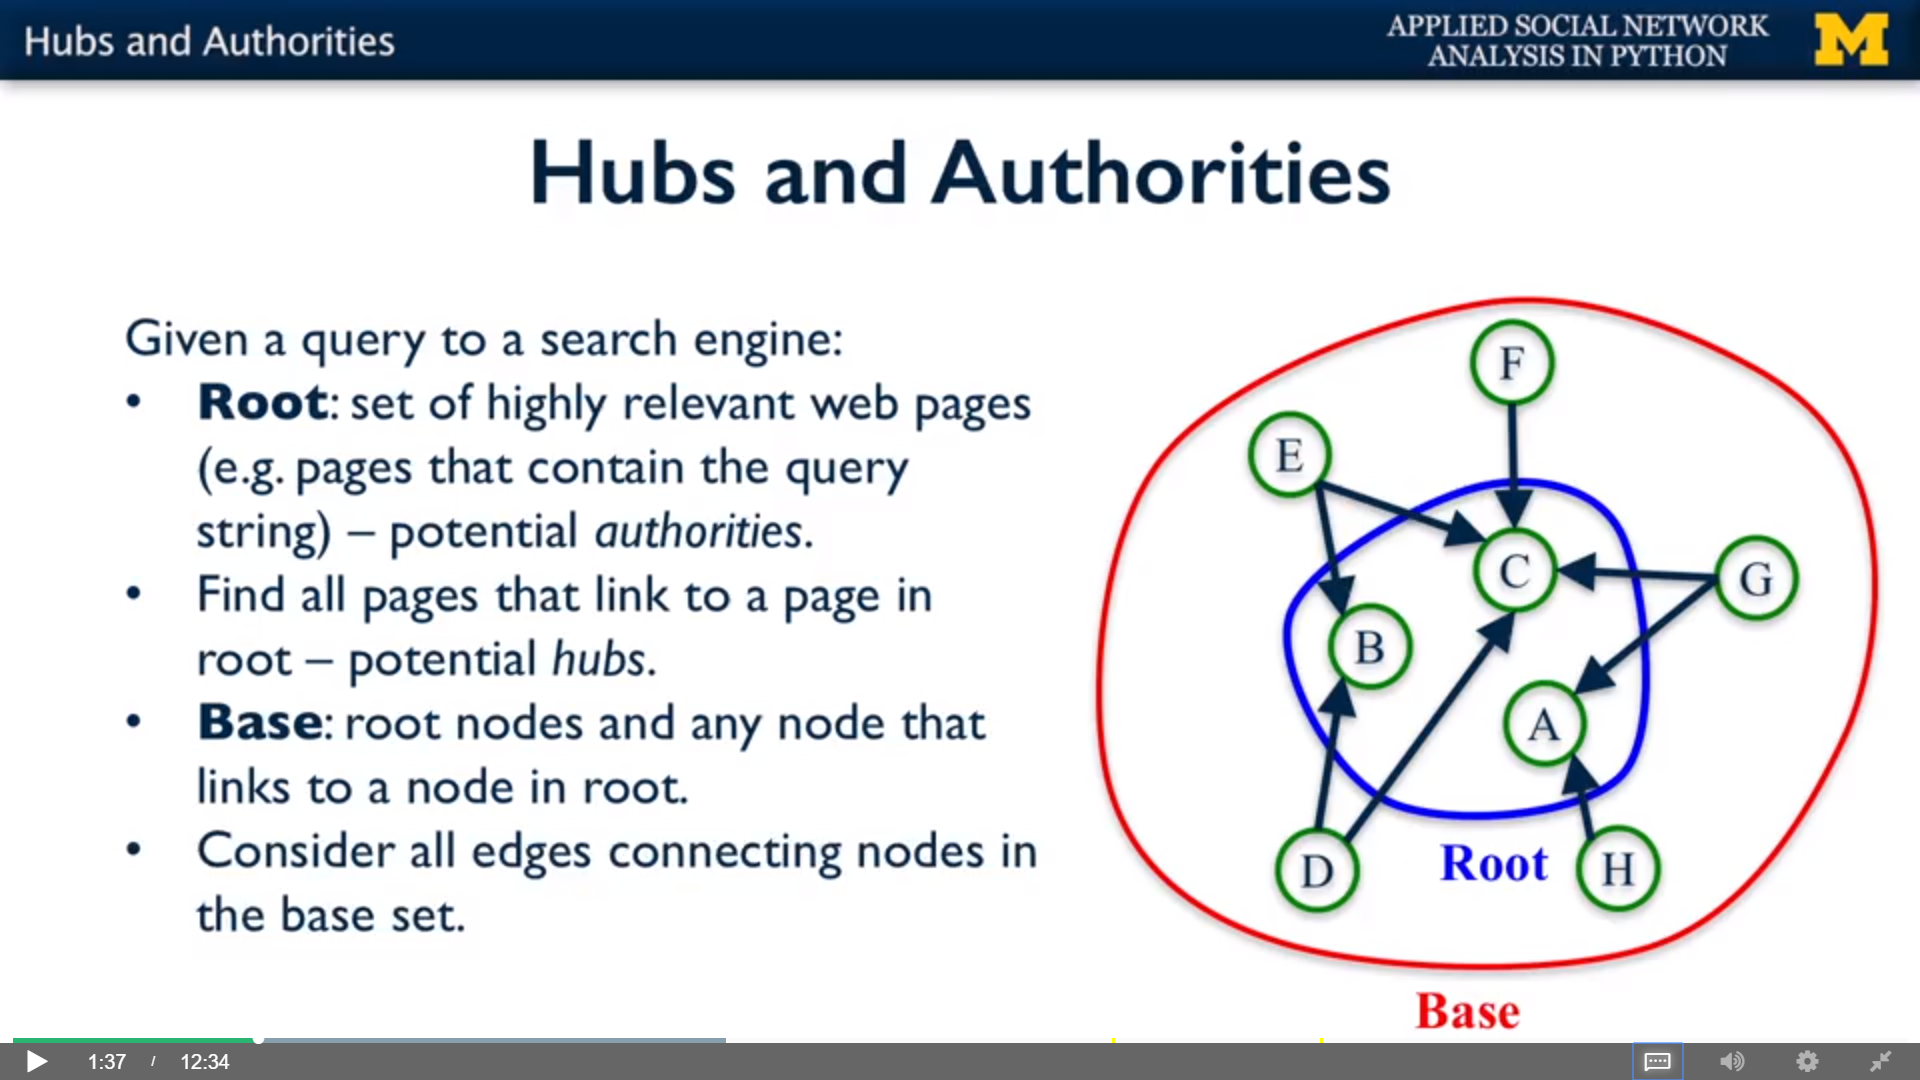 Hubs and Authorities
APPLIED SOCIAL NETWORK
ANALYSIS IN PYTHON
M
Hubs and Authorities
Given a query to a search engine:
• Root: set of highly relevant web pages
(e.g. pages that contain the query
string) – potential authorities.
• Find all pages that link to a page in
root – potential hubs.
• Base: root nodes and any node that
links to a node in root.
• Consider all edges connecting nodes in
the base set.
F
E
C
G
B
A
D
Root
H
Base
1:37 / 12:34